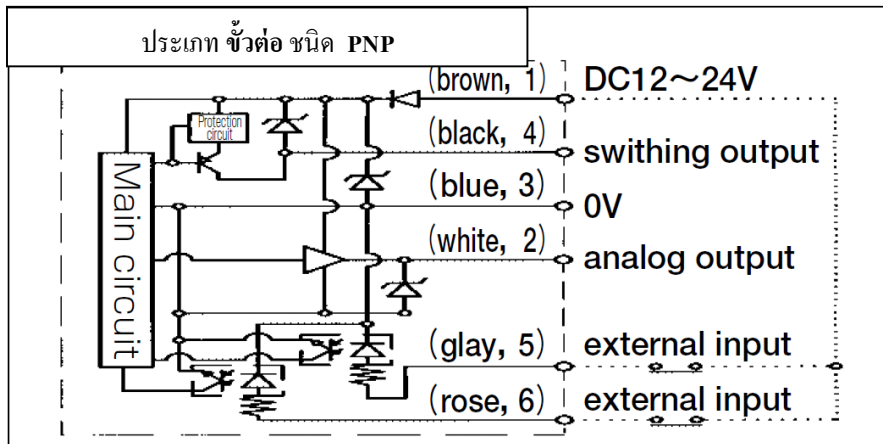 ประเภท ขั้วต่อ ชนิด PNP
(brown, 1) DC12～24V
Protection
circuit
(black, 4) swithing output
Main circuit
(blue, 3) 0V
(white, 2) analog output
(glay, 5) external input
(rose, 6) external input